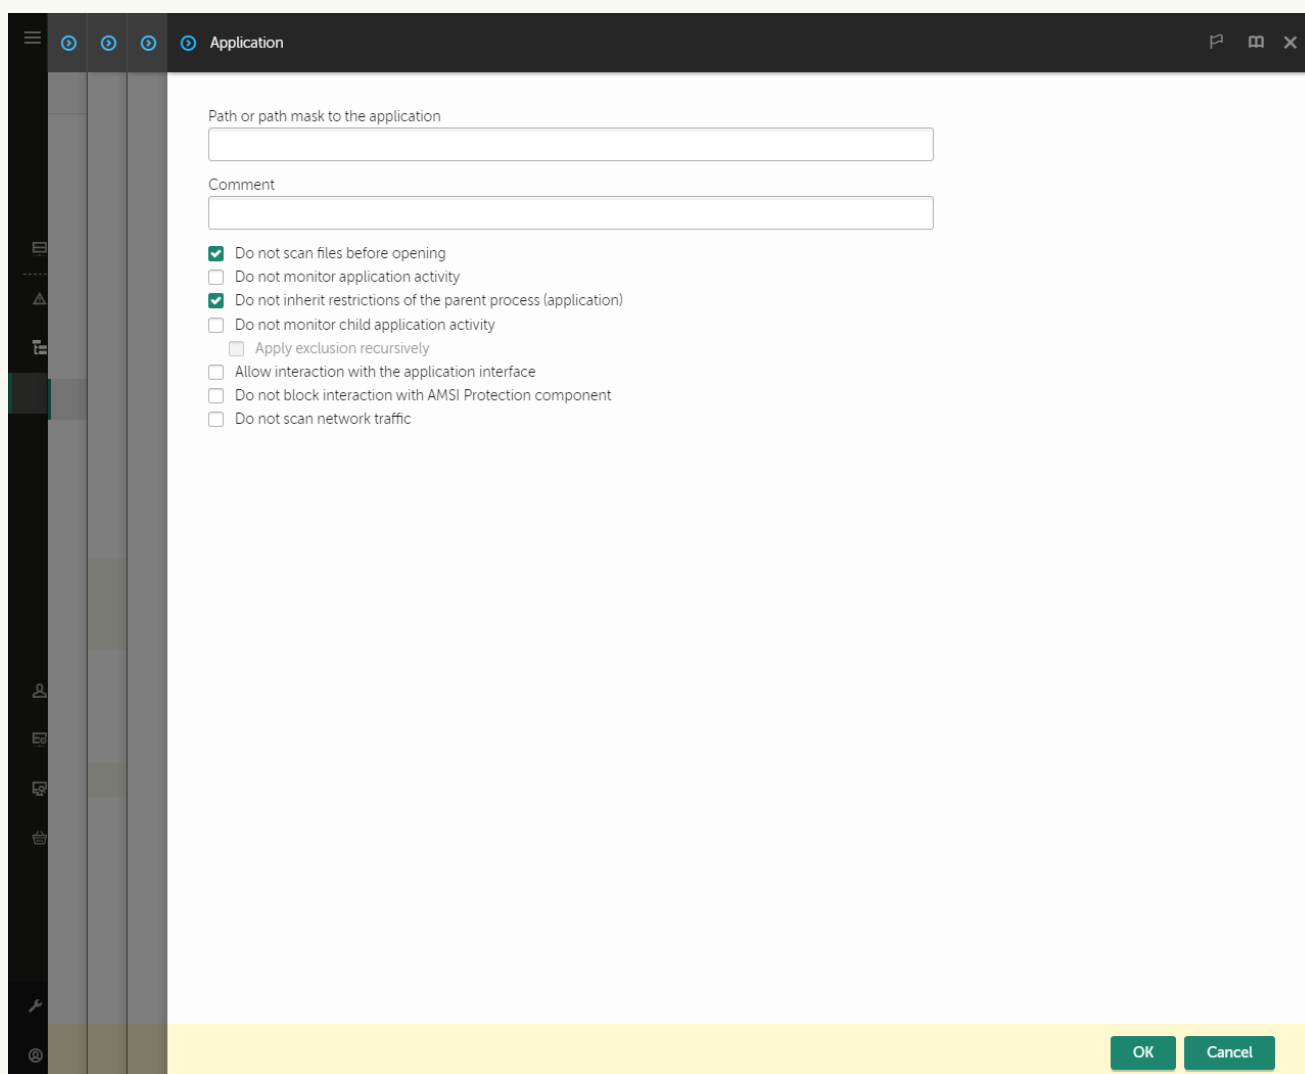 Application
Path or path mask to the application
Comment
Do not scan files before opening
Do not monitor application activity
Do not inherit restrictions of the parent process (application)
Do not monitor child application activity
Apply exclusion recursively
Allow interaction with the application interface
Do not block interaction with AMSI Protection component
Do not scan network traffic
OK Cancel